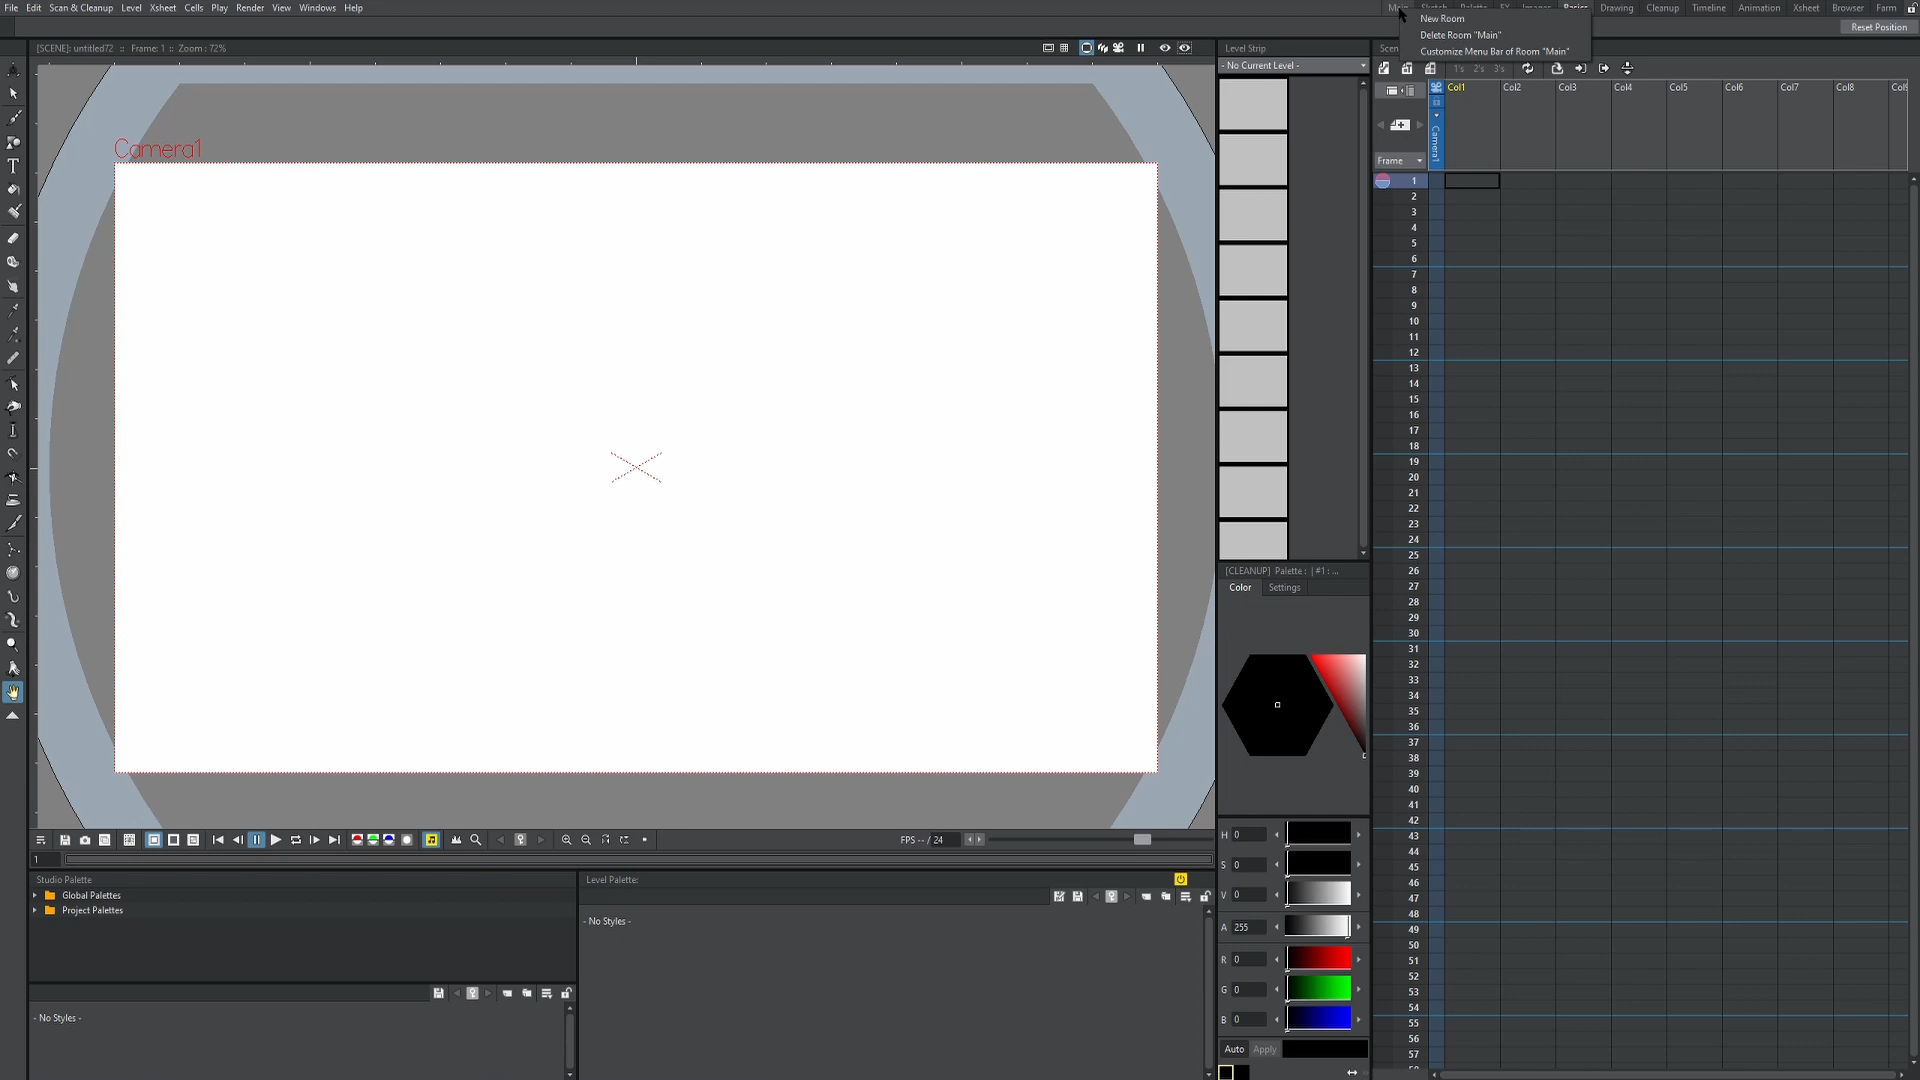 File Edit Scan & Cleanup Level Xsheet Cells Play Render View Windows Help
Basics Drawing Cleanup Timeline Animation Xsheet Browser Farm
New Room
Delete Room "Main"
Customize Menu Bar of Room "Main"
Reset Position
[SCENE]: untitled72 :: Frame: 1 :: Zoom : 72%
Level Strip
- No Current Level -
1's 2's 3's
Col1 Col2 Col3 Col4 Col5 Col6 Col7 Col8
Camera1
Frame
Camera1
1
2
3
4
5
6
7
8
9
10
11
12
13
14
15
16
17
18
19
20
21
22
23
24
25
26
27
28
29
30
31
32
33
34
35
36
37
38
39
40
41
42
43
44
45
46
47
48
49
50
51
52
53
54
55
56
57
[CLEANUP] Palette : | #1 : ...
Color Settings
H 0
S 0
V 0
A 255
R 0
G 0
B 0
Auto Apply
FPS -- / 24
1
Studio Palette
Global Palettes
Project Palettes
- No Styles -
Level Palette:
- No Styles -